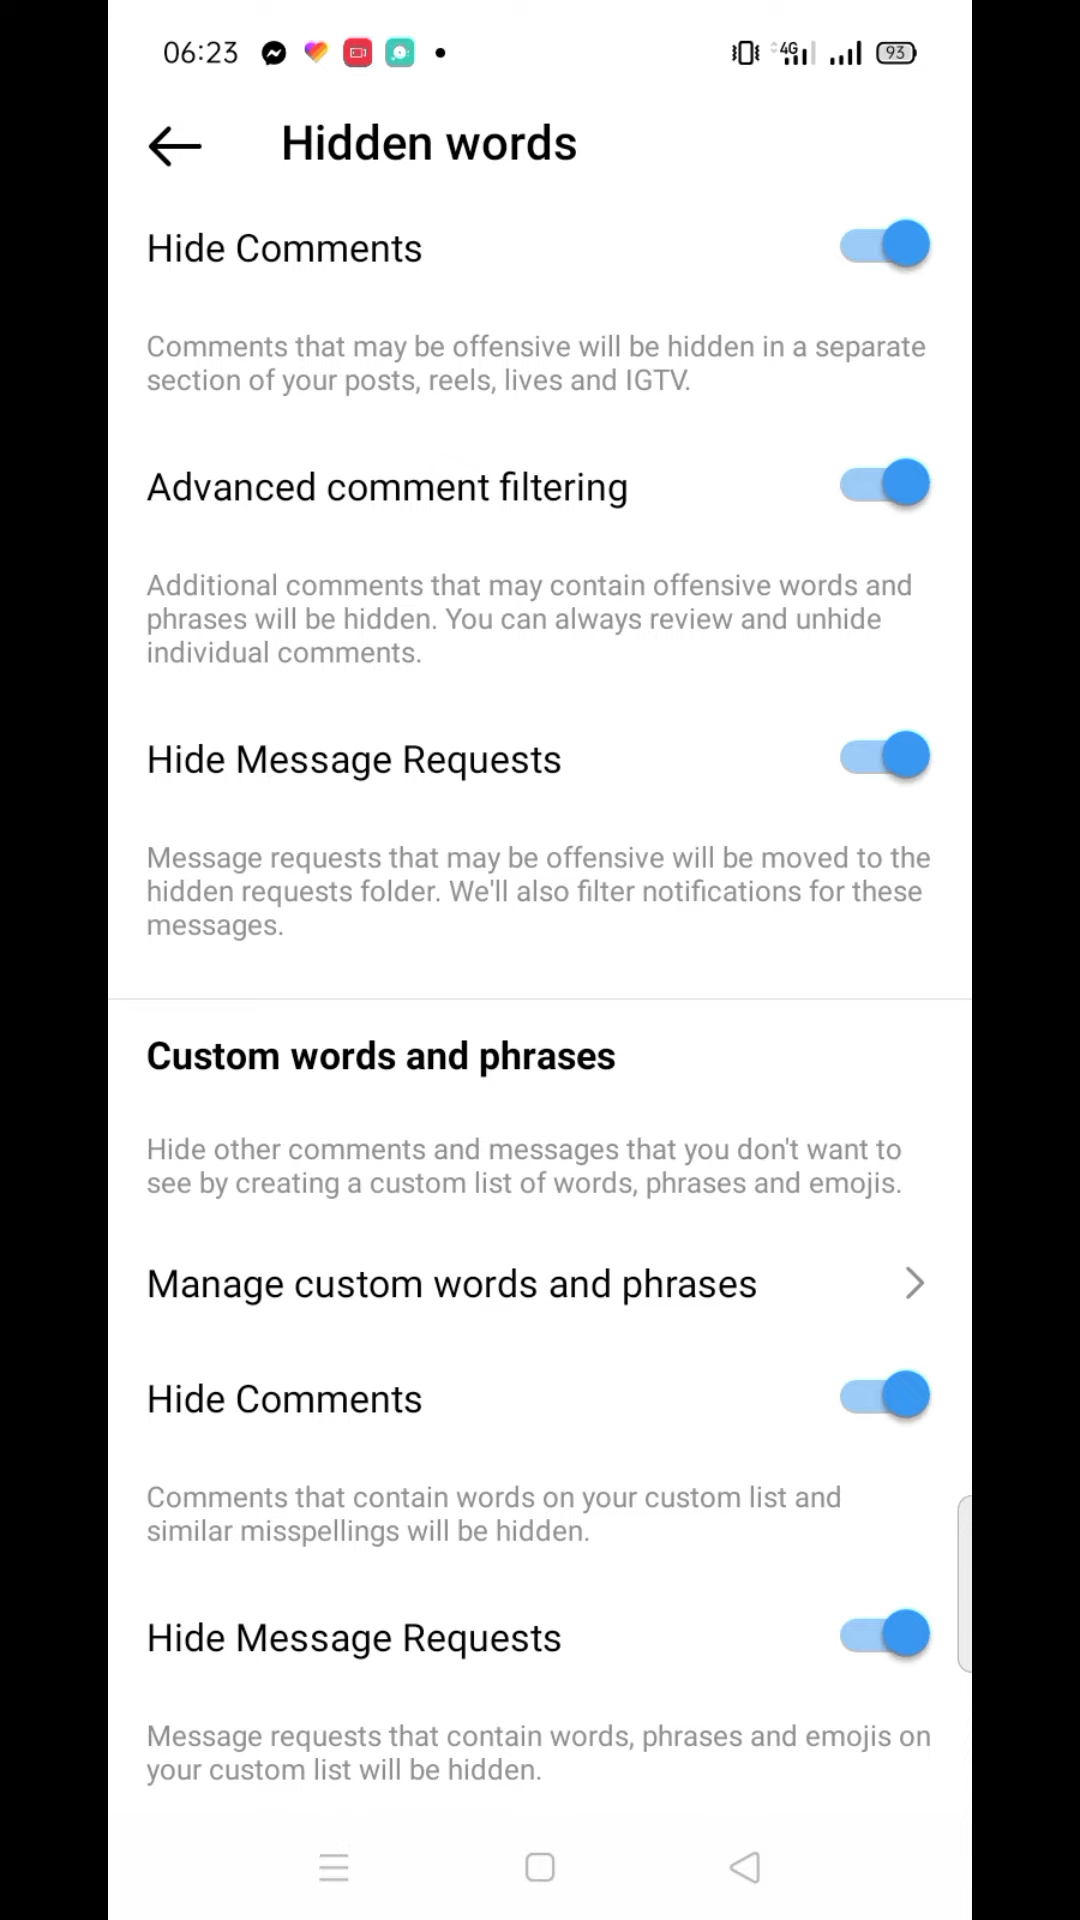 06:23 4G 93
Hidden words
Hide Comments
Comments that may be offensive will be hidden in a separate
section of your posts, reels, lives and IGTV.
Advanced comment filtering
Additional comments that may contain offensive words and
phrases will be hidden. You can always review and unhide
individual comments.
Hide Message Requests
Message requests that may be offensive will be moved to the
hidden requests folder. We'll also filter notifications for these
messages.
Custom words and phrases
Hide other comments and messages that you don't want to
see by creating a custom list of words, phrases and emojis.
Manage custom words and phrases
Hide Comments
Comments that contain words on your custom list and
similar misspellings will be hidden.
Hide Message Requests
Message requests that contain words, phrases and emojis on
your custom list will be hidden.